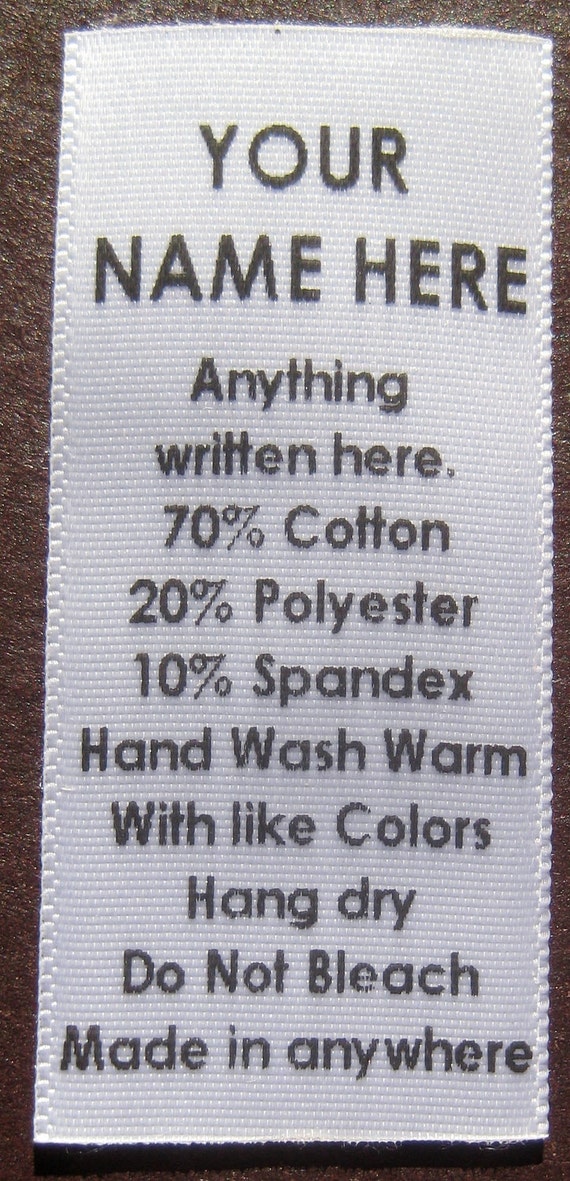 YOUR
NAME HERE
Anything
written here.
70% Cotton
20% Polyester
10% Spandex
Hand Wash Warm
With like Colors
Hang dry
Do Not Bleach
Made in anywhere